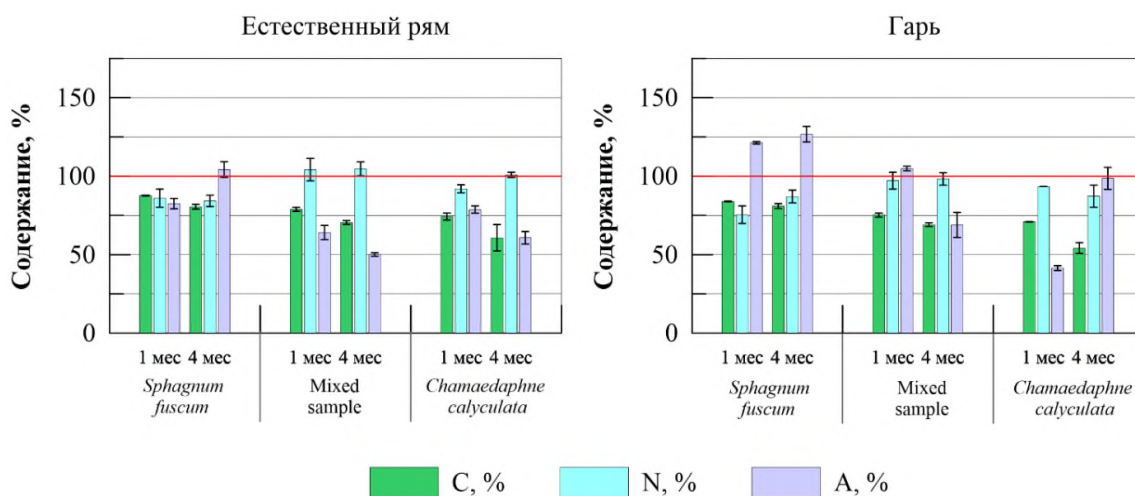 Естественный рям
Содержание, %
150
100
50
0
1 мес 4 мес
1 мес 4 мес
1 мес 4 мес
Sphagnum
fuscum
Mixed
sample
Chamaedaphne
calyculata
Гарь
Содержание, %
150
100
50
0
1 мес 4 мес
1 мес 4 мес
1 мес 4 мес
Sphagnum
fuscum
Mixed
sample
Chamaedaphne
calyculata
C, %
N, %
A, %